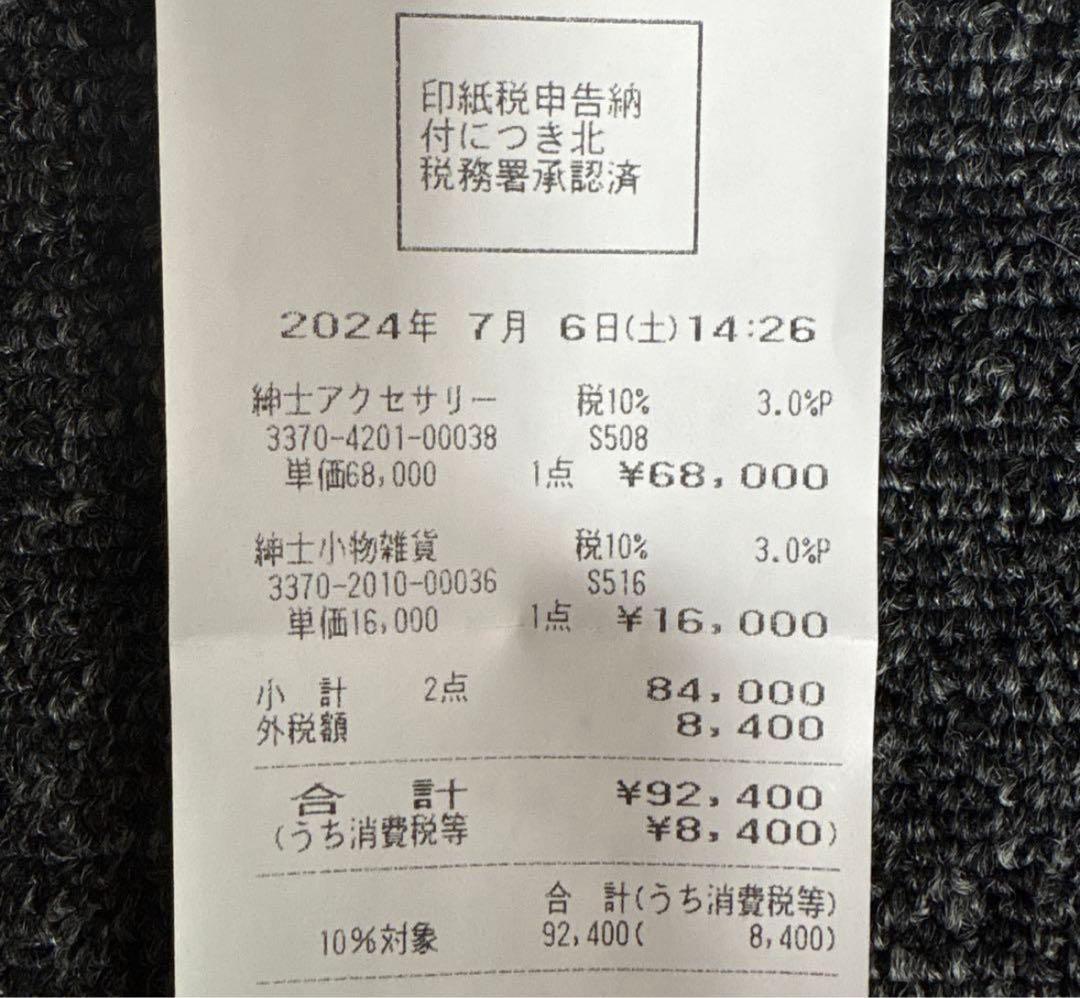 印紙税申告納
付につき北
税務署承認済
2024年 7月 6日(土)14:26
紳士アクセサリー 税10% 3.0%P
3370-4201-00038 S508
単価68,000 1点 ¥68,000
紳士小物雑貨 税10% 3.0%P
3370-2010-00036 S516
単価16,000 1点 ¥16,000
小 計 2点 84,000
外税額 8,400
合 計 ¥92,400
(うち消費税等 ¥8,400)
合 計(うち消費税等)
10%対象 92,400( 8,400)